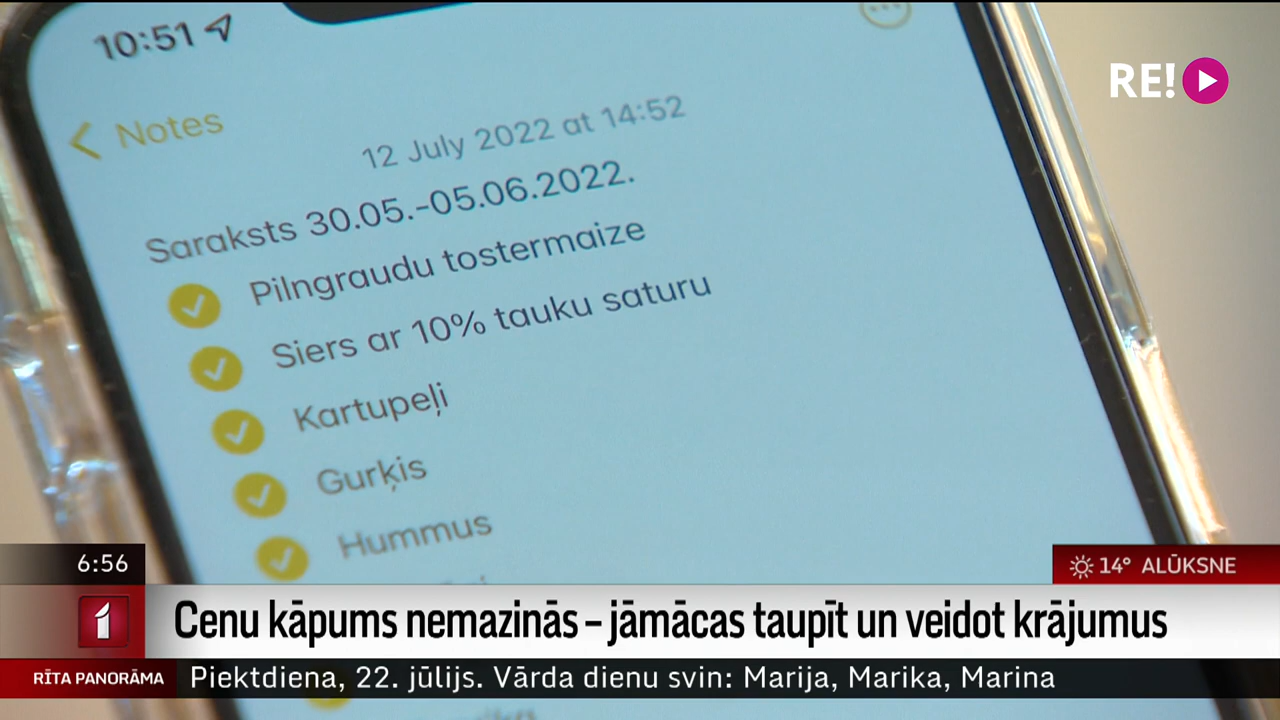 10:51
RE!
Notes
12 July 2022 at 14:52
Saraksts 30.05.-05.06.2022.
Pilngraudu tostermaize
Siers ar 10% tauku saturu
Kartupeļi
Gurķis
Hummus
6:56
14° ALŪKSNE
1
Cenu kāpums nemazinās – jāmācas taupīt un veidot krājumus
RĪTA PANORĀMA
Piektdiena, 22. jūlijs. Vārda dienu svin: Marija, Marika, Marina